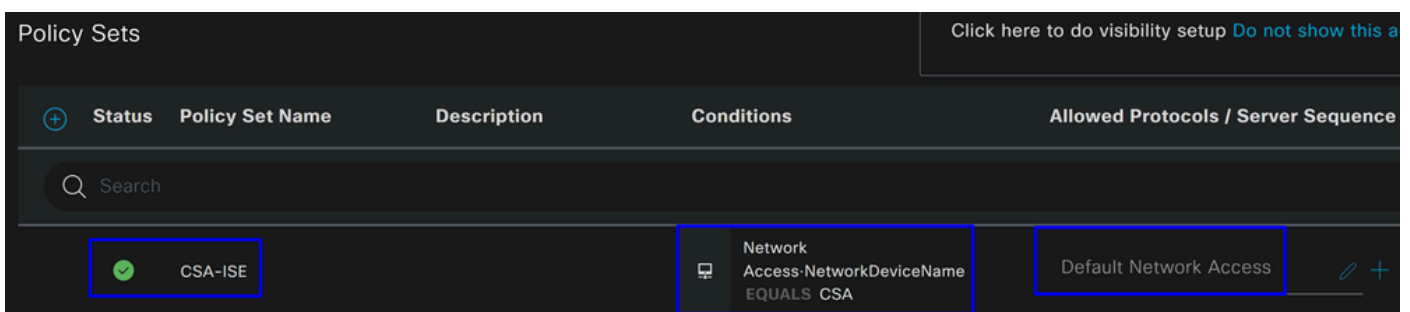 Policy Sets
Click here to do visibility setup Do not show this a
Status Policy Set Name Description Conditions Allowed Protocols / Server Sequence
Search
CSA-ISE
Network
Access·NetworkDeviceName
EQUALS CSA
Default Network Access